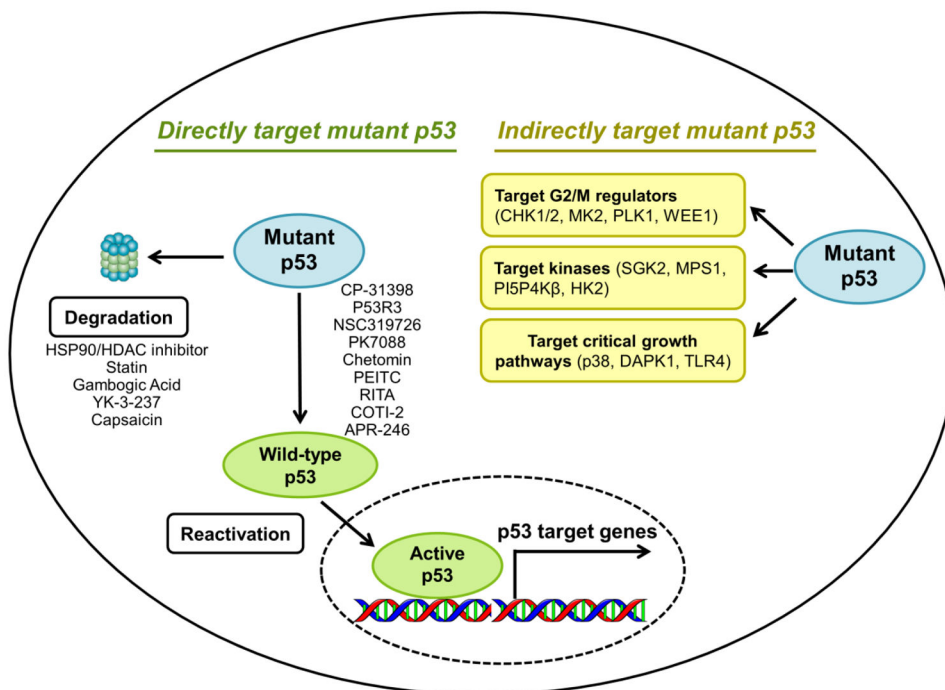 Directly target mutant p53
Mutant
p53
Degradation
HSP90/HDAC inhibitor
Statin
Gambogic Acid
YK-3-237
Capsaicin
CP-31398
P53R3
NSC319726
PK7088
Chetomin
PEITC
RITA
COTI-2
APR-246
Wild-type
p53
Reactivation
Active
p53
p53 target genes
Indirectly target mutant p53
Target G2/M regulators
(CHK1/2, MK2, PLK1, WEE1)
Target kinases (SGK2, MPS1,
PI5P4Kβ, HK2)
Target critical growth
pathways (p38, DAPK1, TLR4)
Mutant
p53